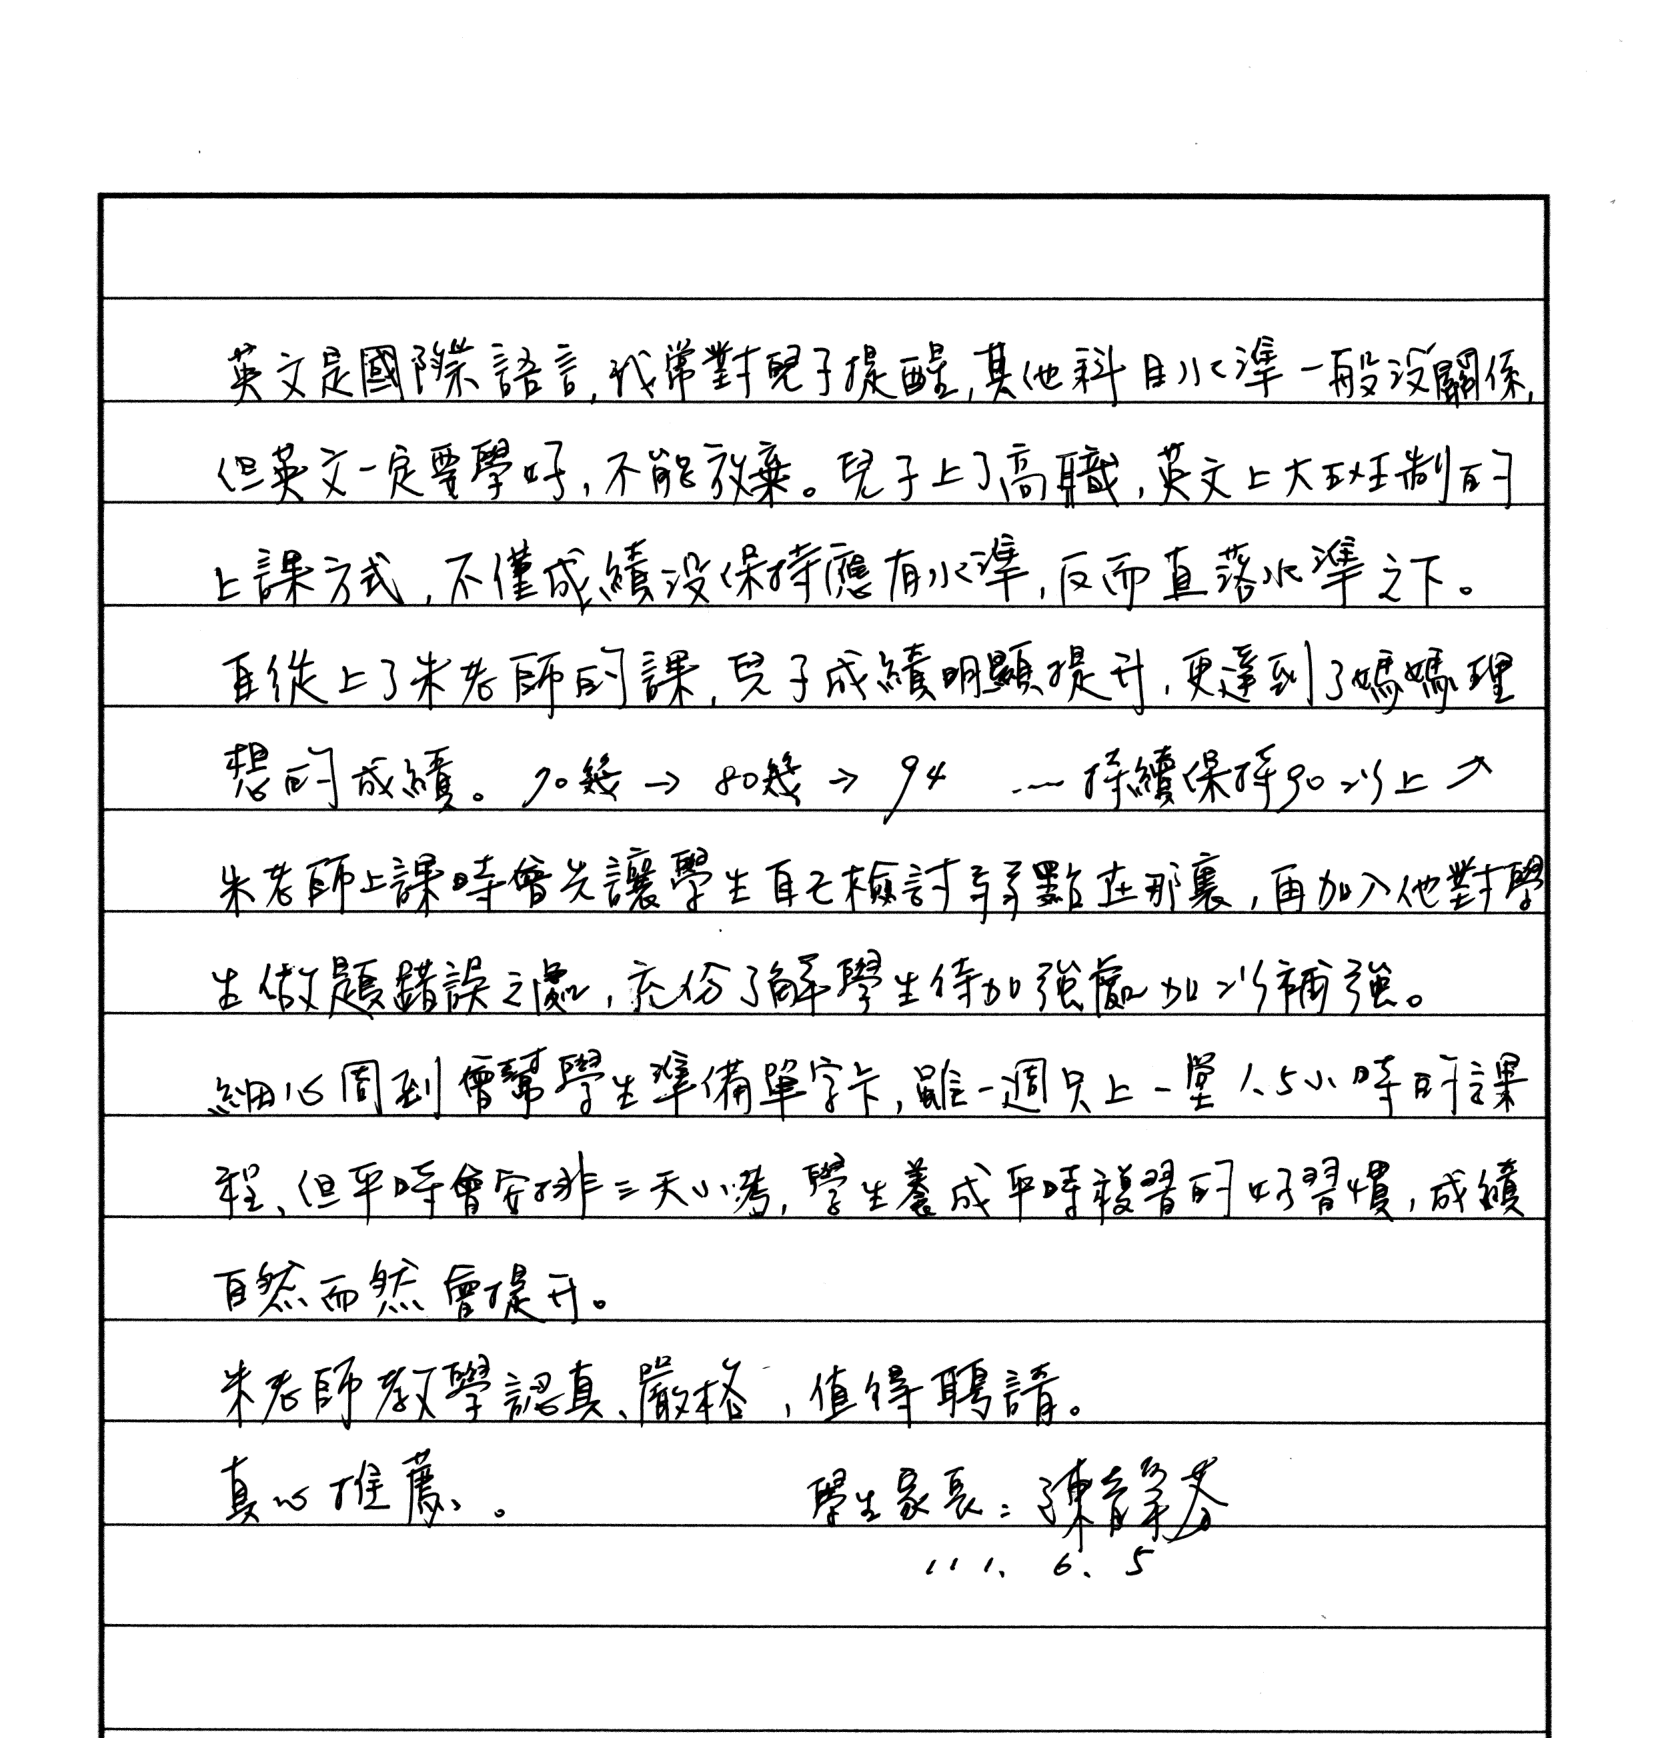 英文是國際語言,我常對兒子提醒,其他科目水準一般沒關係,
但英文一定要學好,不能放棄。兒子上了高職,英文上大班制的
上課方式,不僅成績沒保持應有水準,反而直落水準之下。
自從上了朱老師的課,兒子成績明顯提升,更達到了媽媽理
想的成績。70幾→80幾→94 ……持續保持90以上↗
朱老師上課時會先讓學生自己檢討弱點在那裏,再加入他對學
生做題錯誤之處,充份了解學生待加強處加以補強。
細心周到會幫學生準備單字卡,雖一週只上一堂1.5小時的課
程、但平時會安排三天小考,學生養成平時複習的好習慣,成績
自然而然會提升。
朱老師教學認真、嚴格,值得聘請。
真心推薦。 學生家長:陳
111.6.5